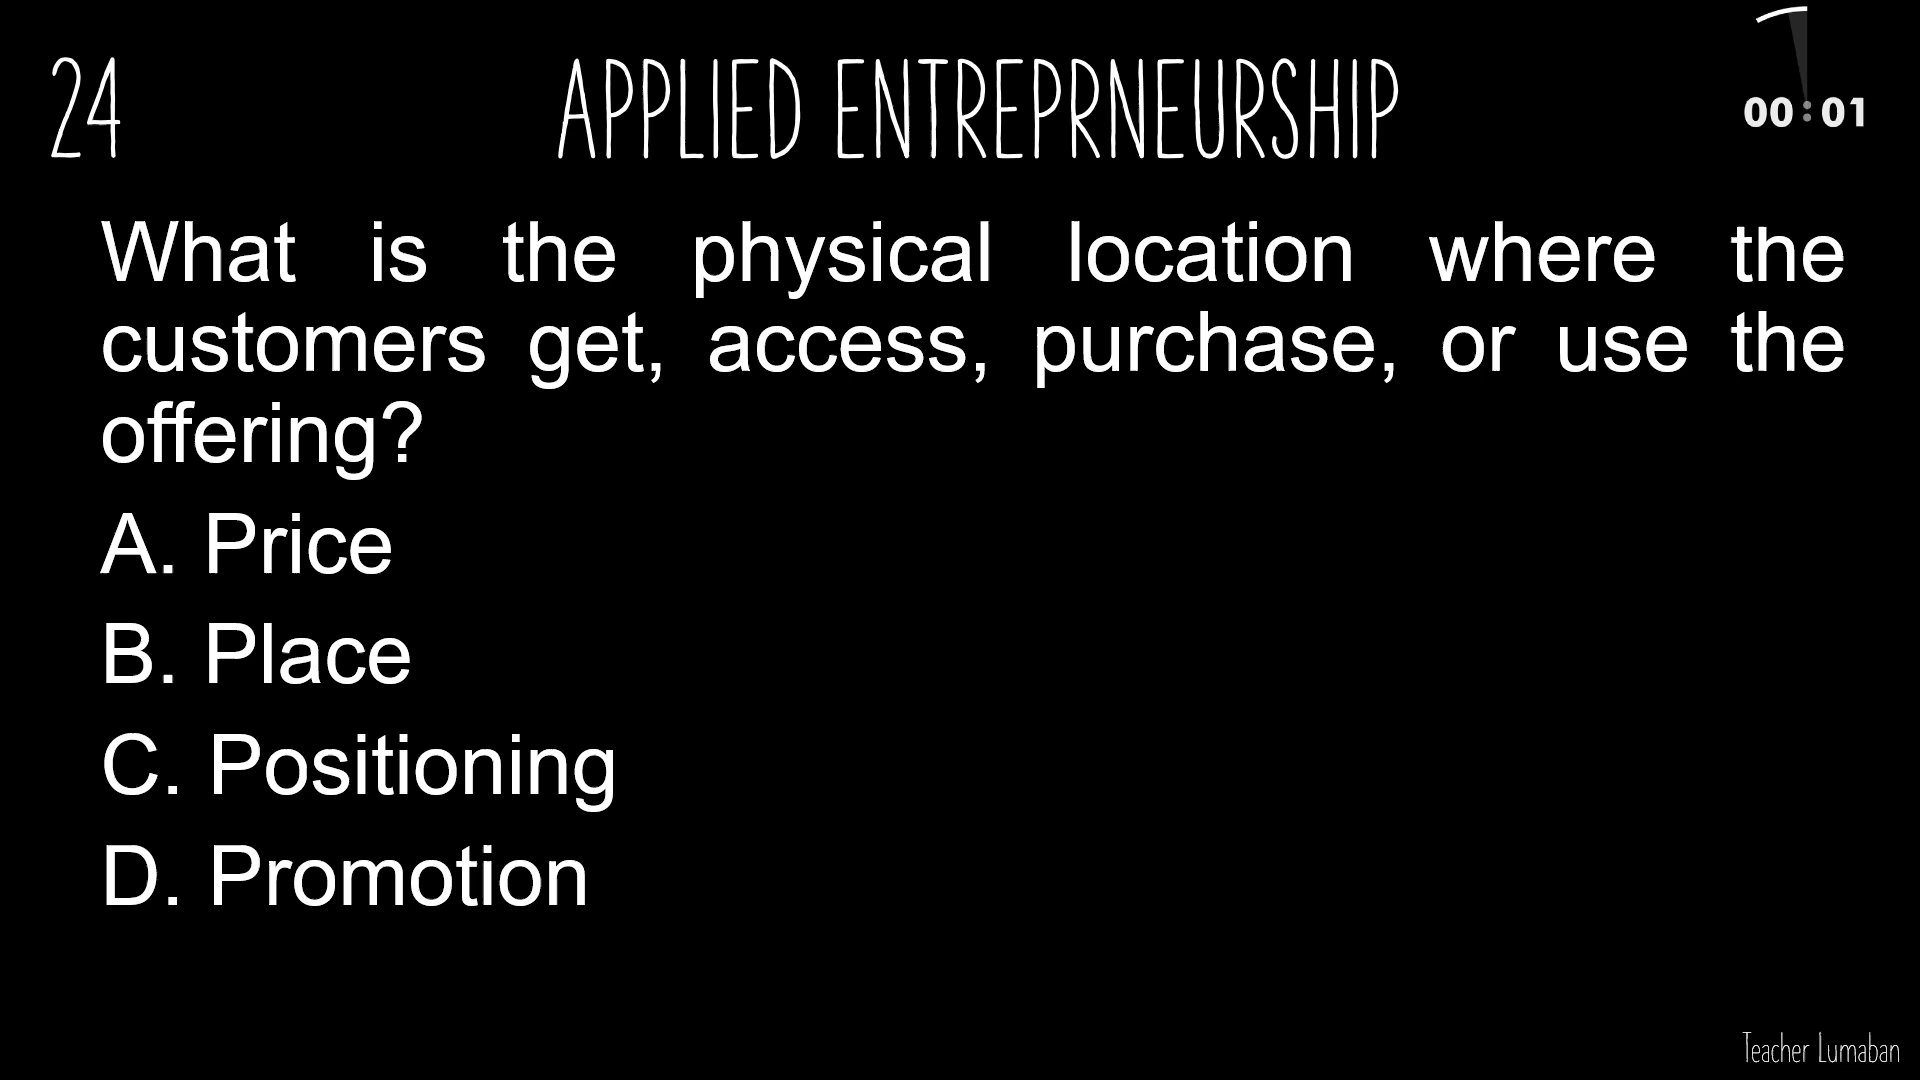 24
APPLIED ENTREPRNEURSHIP
00:01
What is the physical location where the
customers get, access, purchase, or use the
offering?
A. Price
B. Place
C. Positioning
D. Promotion
Teacher Lumaban